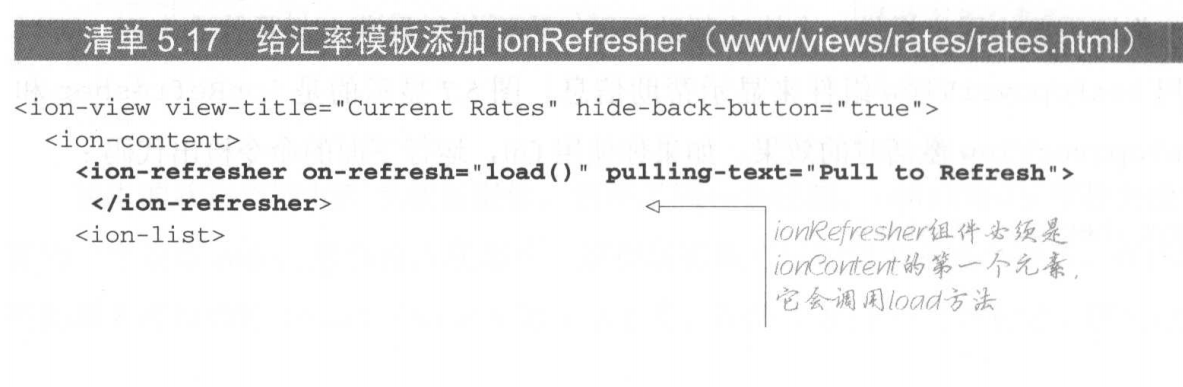 清单 5.17 给汇率模板添加 ionRefresher（www/views/rates/rates.html）
<ion-view view-title="Current Rates" hide-back-button="true">
  <ion-content>
    <ion-refresher on-refresh="load()" pulling-text="Pull to Refresh">
     </ion-refresher>
    <ion-list>
ionRefresher组件必须是
ionContent的第一个元素，
它会调用load方法